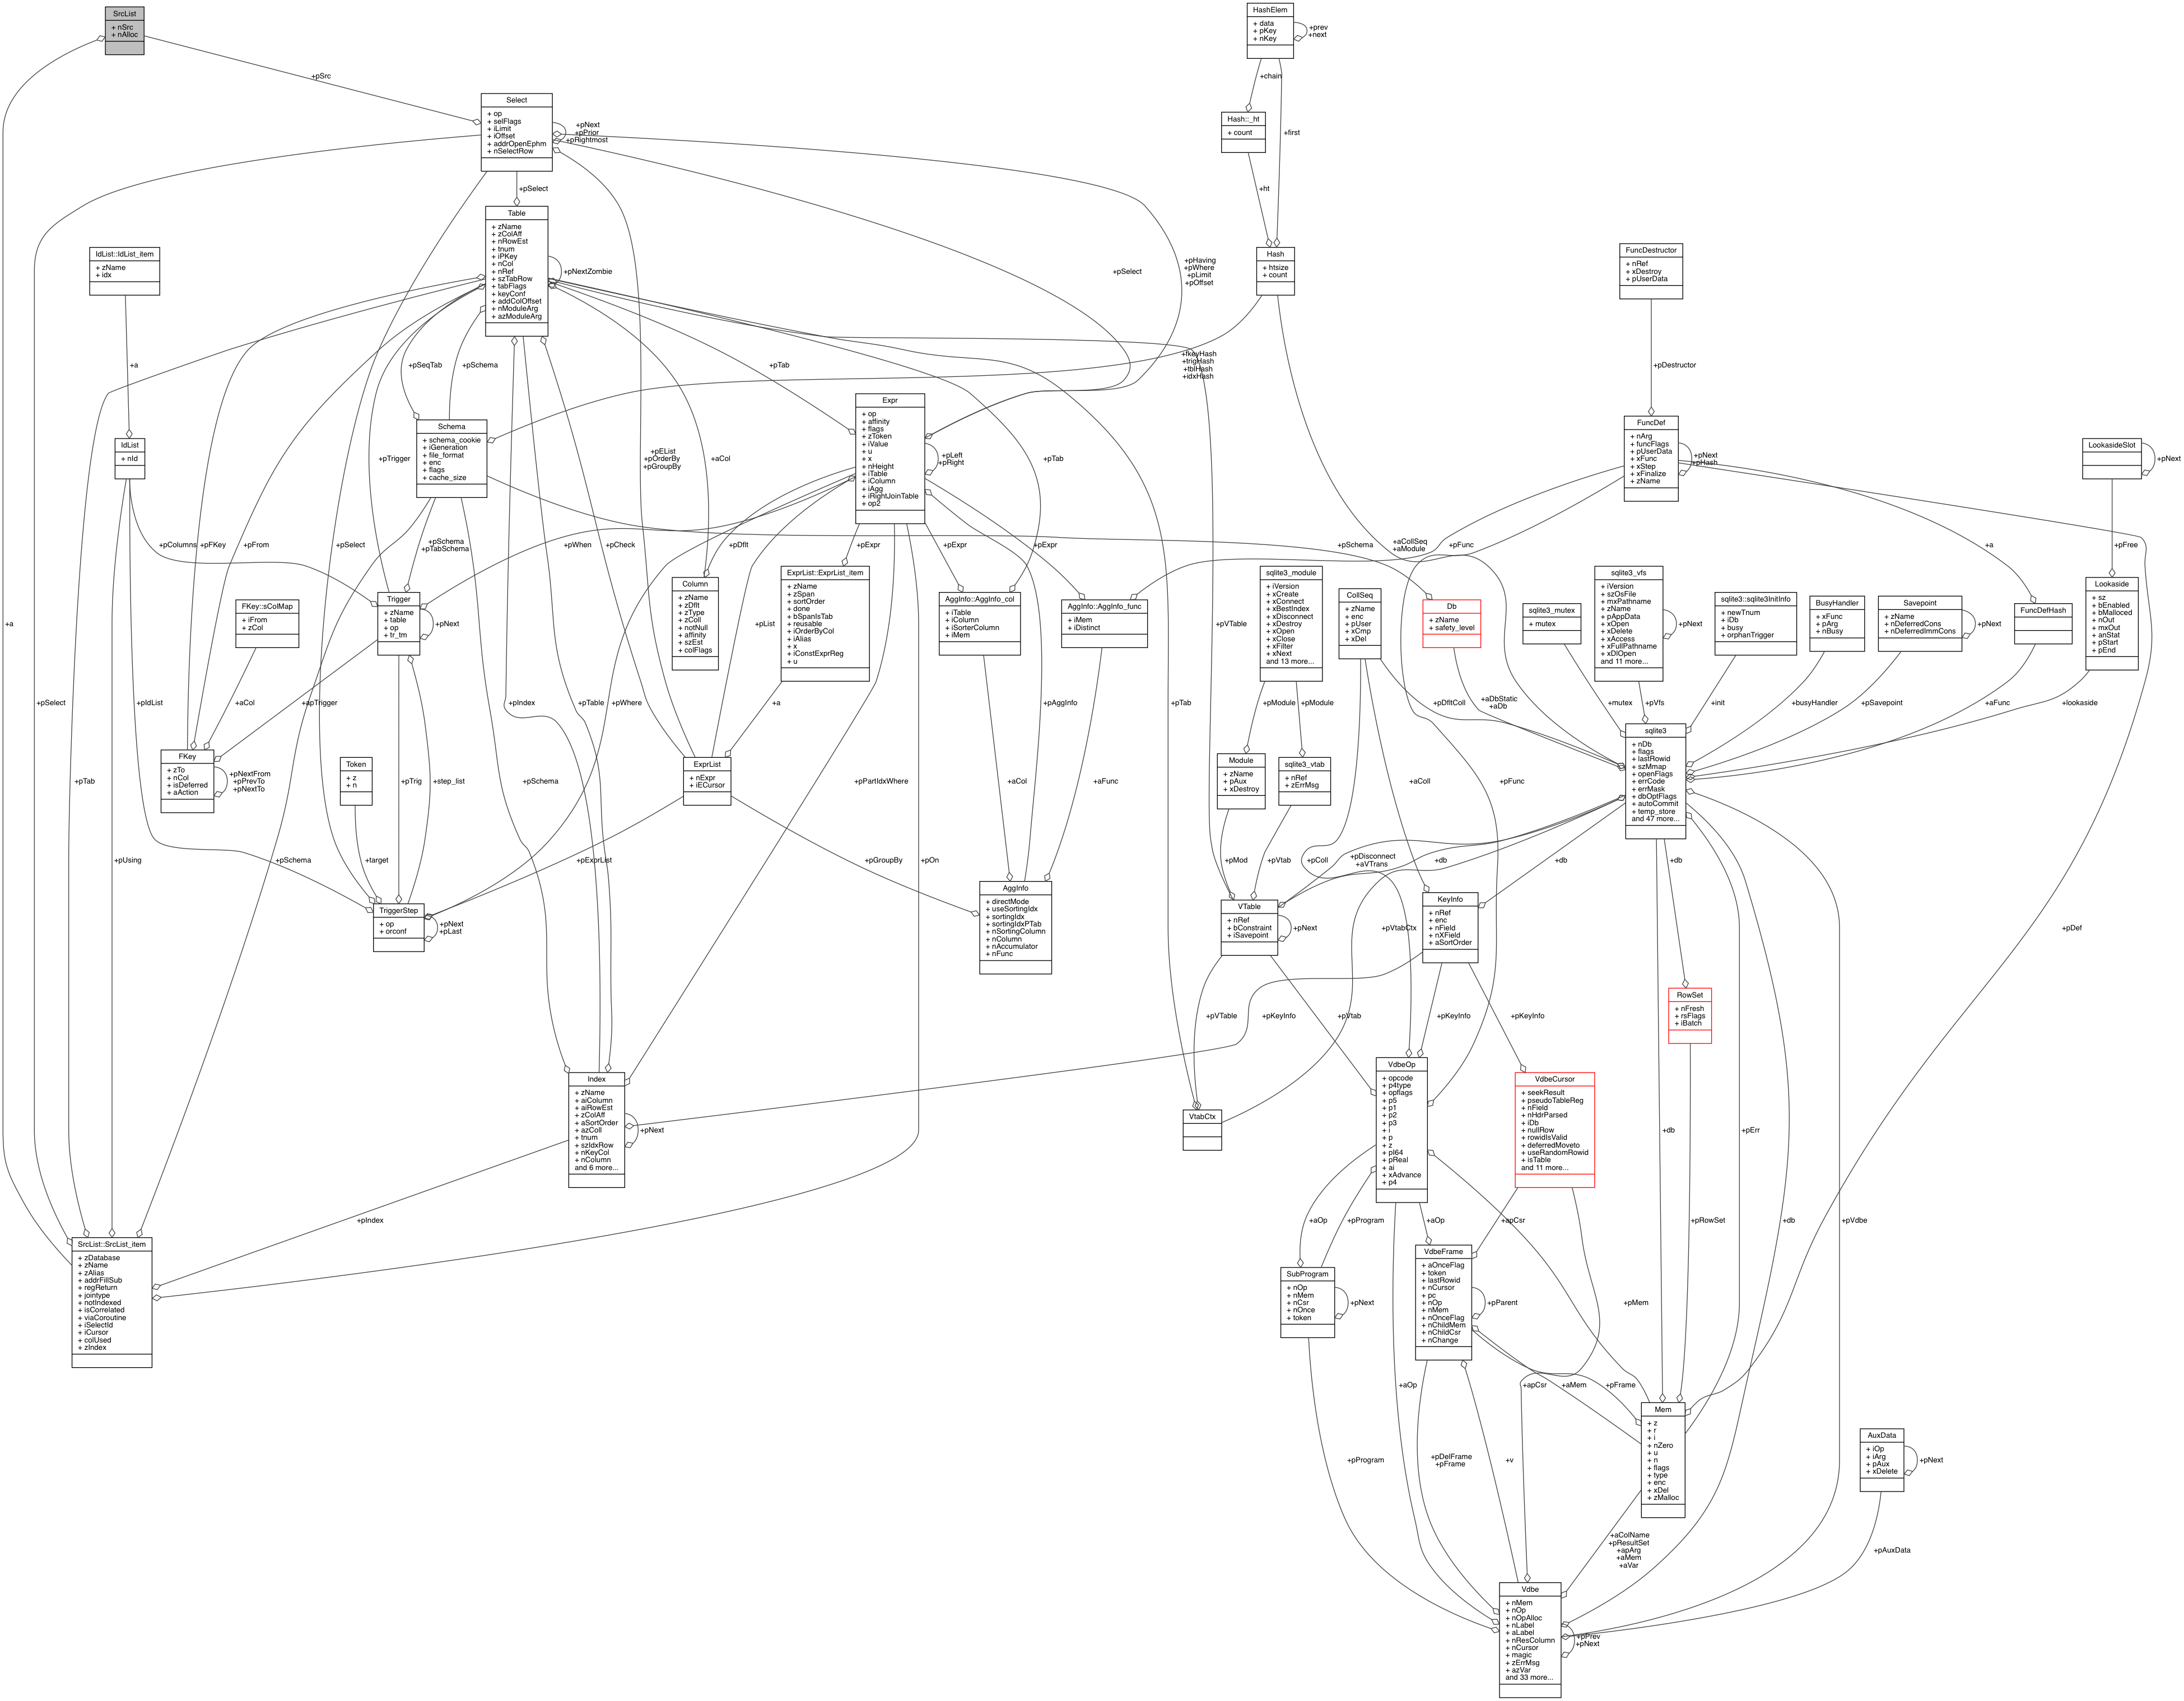 SrcList
+ nSrc
+ nAlloc
HashElem
+ data
+ pKey
+ nKey
+prev
+next
+pSrc
+chain
Select
+ op
+ selFlags
+ iLimit
+ iOffset
+ addrOpenEphm
+ nSelectRow
+pNext
+pPrior
+pRightmost
Hash::_ht
+ count
+first
+pSelect
+ht
Table
+ zName
+ zColAff
+ nRowEst
+ tnum
+ iPKey
+ nCol
+ nRef
+ szTabRow
+ tabFlags
+ keyConf
+ addColOffset
+ nModuleArg
+ azModuleArg
+pNextZombie
+pSelect
+pHaving
+pWhere
+pLimit
+pOffset
IdList::IdList_item
+ zName
+ idx
Hash
+ htsize
+ count
FuncDestructor
+ nRef
+ xDestroy
+ pUserData
+a
+pSeqTab
+pSchema
+pTab
+fkeyHash
+trigHash
+tblHash
+idxHash
+pDestructor
Expr
+ op
+ affinity
+ flags
+ zToken
+ iValue
+ u
+ x
+ nHeight
+ iTable
+ iColumn
+ iAgg
+ iRightJoinTable
+ op2
+pLeft
+pRight
Schema
+ schema_cookie
+ iGeneration
+ file_format
+ enc
+ flags
+ cache_size
IdList
+ nId
+pTrigger
+pEList
+pOrderBy
+pGroupBy
+aCol
+pTab
FuncDef
+ nArg
+ funcFlags
+ pUserData
+ xFunc
+ xStep
+ xFinalize
+ zName
+pNext
+pHash
LookasideSlot
+pNext
+pColumns
+pFKey
+pFrom
+pSelect
+pSchema
+pTabSchema
+pWhen
+pCheck
+pDflt
+pExpr
+pExpr
+pExpr
+pSchema
+aCollSeq
+aModule
+pFunc
+a
+pFree
FKey::sColMap
+ iFrom
+ zCol
Trigger
+ zName
+ table
+ op
+ tr_tm
+pNext
Column
+ zName
+ zDflt
+ zType
+ zColl
+ notNull
+ affinity
+ szEst
+ colFlags
+pList
ExprList::ExprList_item
+ zName
+ zSpan
+ sortOrder
+ done
+ bSpanIsTab
+ reusable
+ iOrderByCol
+ iAlias
+ x
+ iConstExprReg
+ u
AggInfo::AggInfo_col
+ iTable
+ iColumn
+ iSorterColumn
+ iMem
AggInfo::AggInfo_func
+ iMem
+ iDistinct
+pVTable
sqlite3_module
+ iVersion
+ xCreate
+ xConnect
+ xBestIndex
+ xDisconnect
+ xDestroy
+ xOpen
+ xClose
+ xFilter
+ xNext
and 13 more...
CollSeq
+ zName
+ enc
+ pUser
+ xCmp
+ xDel
Db
+ zName
+ safety_level
sqlite3_mutex
+ mutex
sqlite3_vfs
+ iVersion
+ szOsFile
+ mxPathname
+ zName
+ pAppData
+ xOpen
+ xDelete
+ xAccess
+ xFullPathname
+ xDlOpen
and 11 more...
+pNext
sqlite3::sqlite3InitInfo
+ newTnum
+ iDb
+ busy
+ orphanTrigger
BusyHandler
+ xFunc
+ pArg
+ nBusy
Savepoint
+ zName
+ nDeferredCons
+ nDeferredImmCons
+pNext
FuncDefHash
Lookaside
+ sz
+ bEnabled
+ bMalloced
+ nOut
+ mxOut
+ anStat
+ pStart
+ pEnd
+a
+pSelect
+pIdList
+aCol
+apTrigger
+pIndex
+pTable
+pWhere
+a
+pAggInfo
+pTab
+pModule
+pModule
+pDfltColl
+aDbStatic
+aDb
+mutex
+pVfs
+init
+busyHandler
+pSavepoint
+aFunc
+lookaside
sqlite3
+ nDb
+ flags
+ lastRowid
+ szMmap
+ openFlags
+ errCode
+ errMask
+ dbOptFlags
+ autoCommit
+ temp_store
and 47 more...
+pTab
FKey
+ zTo
+ nCol
+ isDeferred
+ aAction
+pNextFrom
+pPrevTo
+pNextTo
Token
+ z
+ n
+pTrig
+step_list
+pSchema
ExprList
+ nExpr
+ iECursor
+pPartIdxWhere
+aCol
+aFunc
Module
+ zName
+ pAux
+ xDestroy
sqlite3_vtab
+ nRef
+ zErrMsg
+aColl
+pFunc
+pUsing
+pSchema
+target
+pExprList
+pOn
+pGroupBy
+pMod
+pVtab
+pColl
+pDisconnect
+aVTrans
+db
+db
+db
TriggerStep
+ op
+ orconf
+pNext
+pLast
AggInfo
+ directMode
+ useSortingIdx
+ sortingIdx
+ sortingIdxPTab
+ nSortingColumn
+ nColumn
+ nAccumulator
+ nFunc
VTable
+ nRef
+ bConstraint
+ iSavepoint
+pNext
+pVtabCtx
KeyInfo
+ nRef
+ enc
+ nField
+ nXField
+ aSortOrder
+pDef
RowSet
+ nFresh
+ rsFlags
+ iBatch
+pVTable
+pKeyInfo
+pVtab
+pKeyInfo
+pKeyInfo
Index
+ zName
+ aiColumn
+ aiRowEst
+ zColAff
+ aSortOrder
+ azColl
+ tnum
+ szIdxRow
+ nKeyCol
+ nColumn
and 6 more...
+pNext
VtabCtx
VdbeOp
+ opcode
+ p4type
+ opflags
+ p5
+ p1
+ p2
+ p3
+ i
+ p
+ z
+ pI64
+ pReal
+ ai
+ xAdvance
+ p4
VdbeCursor
+ seekResult
+ pseudoTableReg
+ nField
+ nHdrParsed
+ iDb
+ nullRow
+ rowidIsValid
+ deferredMoveto
+ useRandomRowid
+ isTable
and 11 more...
+db
+pErr
+pIndex
+aOp
+pProgram
+aOp
+apCsr
+pRowSet
+db
+pVdbe
SrcList::SrcList_item
+ zDatabase
+ zName
+ zAlias
+ addrFillSub
+ regReturn
+ jointype
+ notIndexed
+ isCorrelated
+ viaCoroutine
+ iSelectId
+ iCursor
+ colUsed
+ zIndex
SubProgram
+ nOp
+ nMem
+ nCsr
+ nOnce
+ token
+pNext
VdbeFrame
+ aOnceFlag
+ token
+ lastRowid
+ nCursor
+ pc
+ nOp
+ nMem
+ nOnceFlag
+ nChildMem
+ nChildCsr
+ nChange
+pParent
+pMem
+aOp
+apCsr
+aMem
+pFrame
Mem
+ z
+ r
+ i
+ nZero
+ u
+ n
+ flags
+ type
+ enc
+ xDel
+ zMalloc
AuxData
+ iOp
+ iArg
+ pAux
+ xDelete
+pNext
+pProgram
+pDelFrame
+pFrame
+v
+aColName
+pResultSet
+apArg
+aMem
+aVar
+pAuxData
Vdbe
+ nMem
+ nOp
+ nOpAlloc
+ nLabel
+ aLabel
+ nResColumn
+ nCursor
+ magic
+ zErrMsg
+ azVar
and 33 more...
+pPrev
+pNext